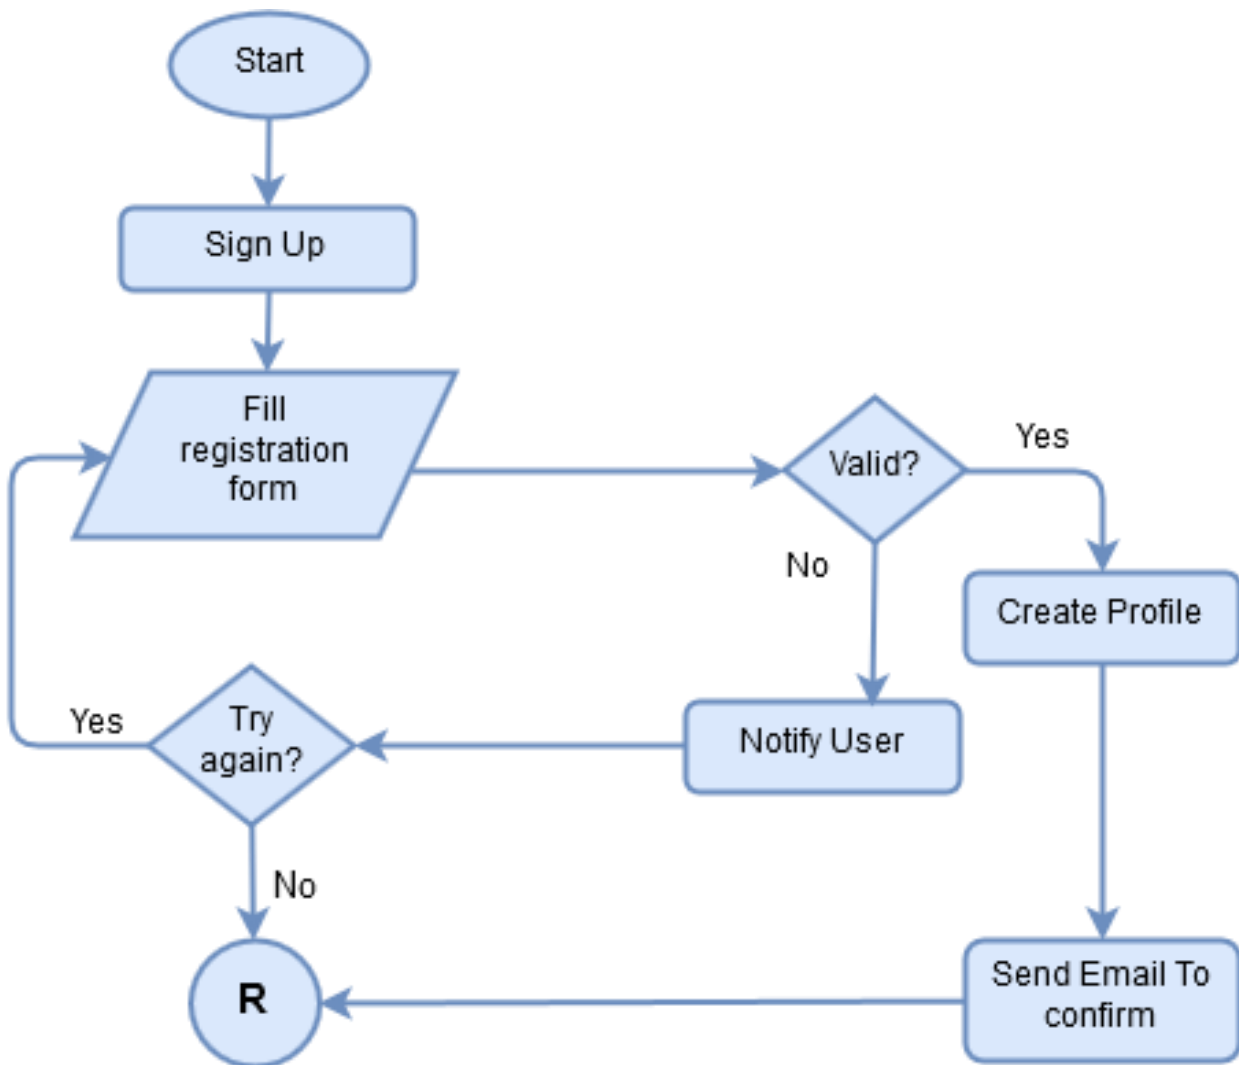 Start
Sign Up
Fill
registration
form
Valid?
Yes
No
Create Profile
Notify User
Try
again?
Yes
No
R
Send Email To
confirm